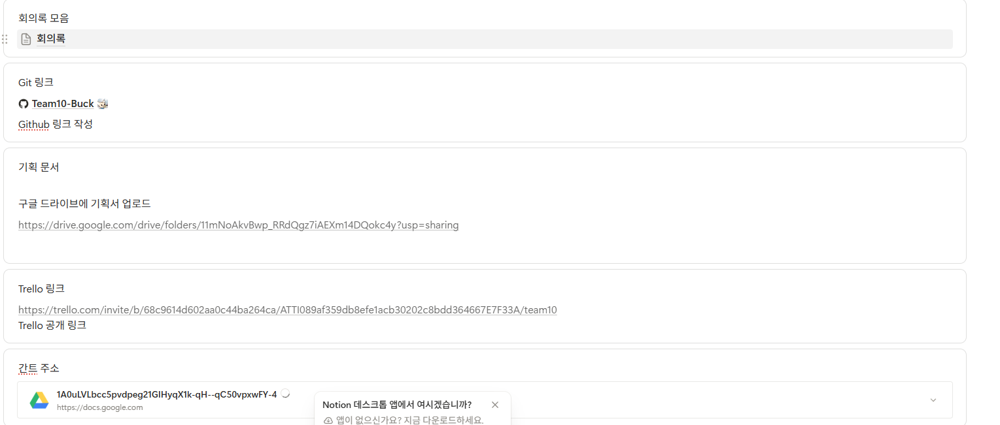 회의록 모음
회의록
Git 링크
Team10-Buck
Github 링크 작성
기획 문서
구글 드라이브에 기획서 업로드
https://drive.google.com/drive/folders/11mNoAkvBwp_RRdQgz7iAEXm14DQokc4y?usp=sharing
Trello 링크
https://trello.com/invite/b/68c9614d602aa0c44ba264ca/ATTI089af359db8efe1acb30202c8bdd364667E7F33A/team10
Trello 공개 링크
간트 주소
1A0uLVLbcc5pvdpeg21GIHyqX1k-qH--qC50vpxwFY-4
https://docs.google.com
Notion 데스크톱 앱에서 여시겠습니까?
앱이 없으신가요? 지금 다운로드하세요.